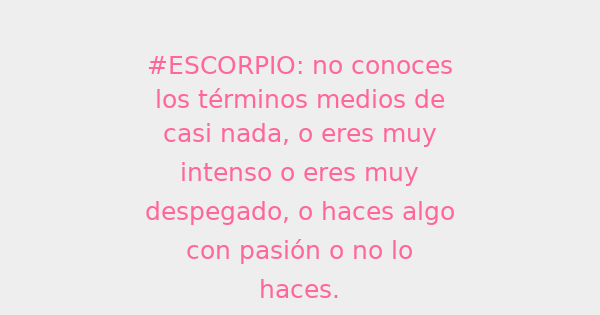 #ESCORPIO: no conoces
los términos medios de
casi nada, o eres muy
intenso o eres muy
despegado, o haces algo
con pasión o no lo
haces.